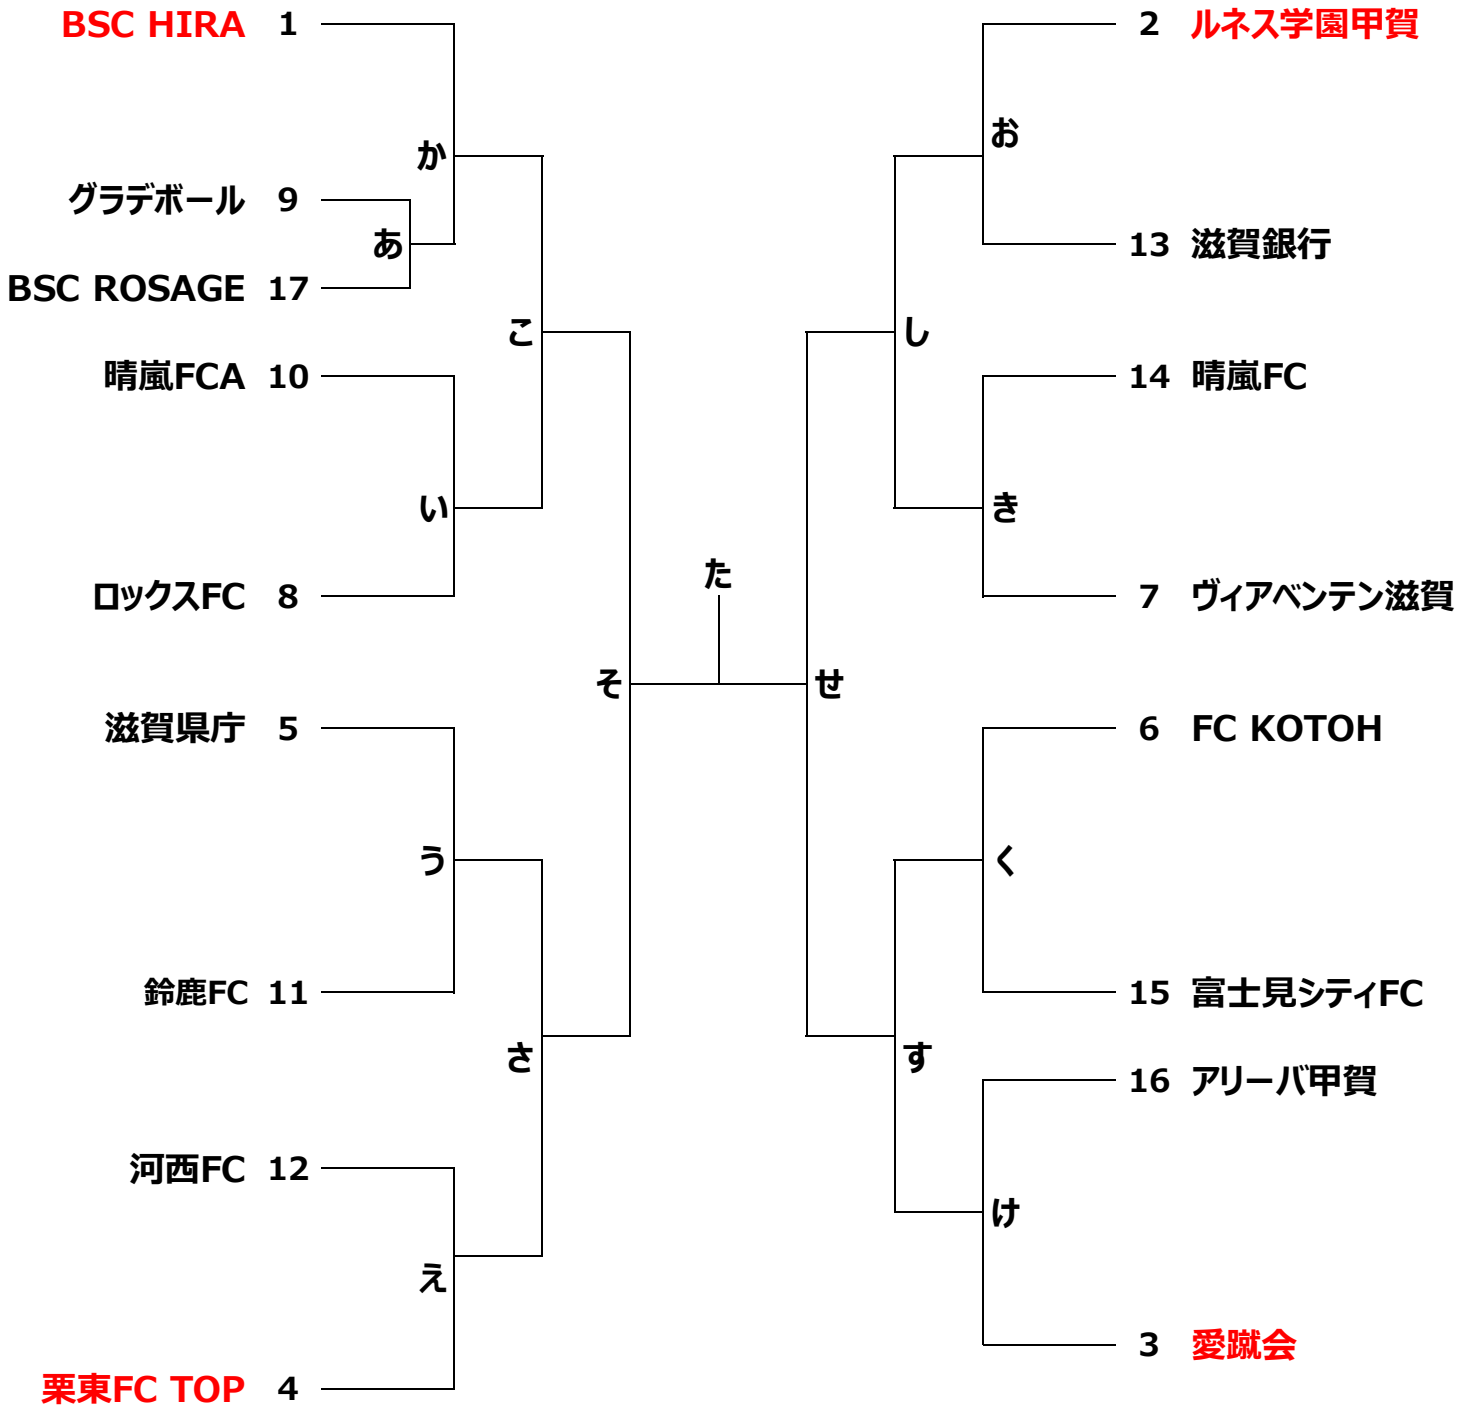 BSC HIRA 1
か
グラデボール 9
あ
BSC ROSAGE 17
こ
晴嵐FCA 10
い
ロックスFC 8
そ
滋賀県庁 5
う
鈴鹿FC 11
さ
河西FC 12
え
栗東FC TOP 4
た
2 ルネス学園甲賀
お
13 滋賀銀行
し
14 晴嵐FC
き
7 ヴィアベンテン滋賀
せ
6 FC KOTOH
く
15 富士見シティFC
す
16 アリーバ甲賀
け
3 愛蹴会